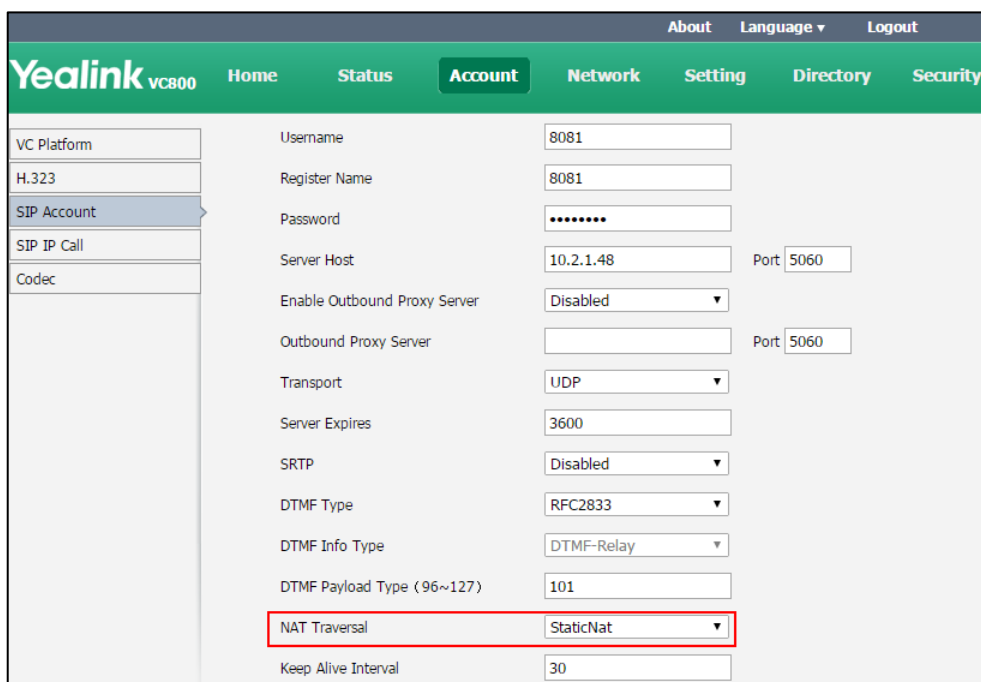 About Language ▾ Logout
Yealink VC800 Home Status Account Network Setting Directory Security
VC Platform
H.323
SIP Account
SIP IP Call
Codec
Username 8081
Register Name 8081
Password ••••••••
Server Host 10.2.1.48 Port 5060
Enable Outbound Proxy Server Disabled ▼
Outbound Proxy Server Port 5060
Transport UDP ▼
Server Expires 3600
SRTP Disabled ▼
DTMF Type RFC2833 ▼
DTMF Info Type DTMF-Relay ▼
DTMF Payload Type (96~127) 101
NAT Traversal StaticNat ▼
Keep Alive Interval 30